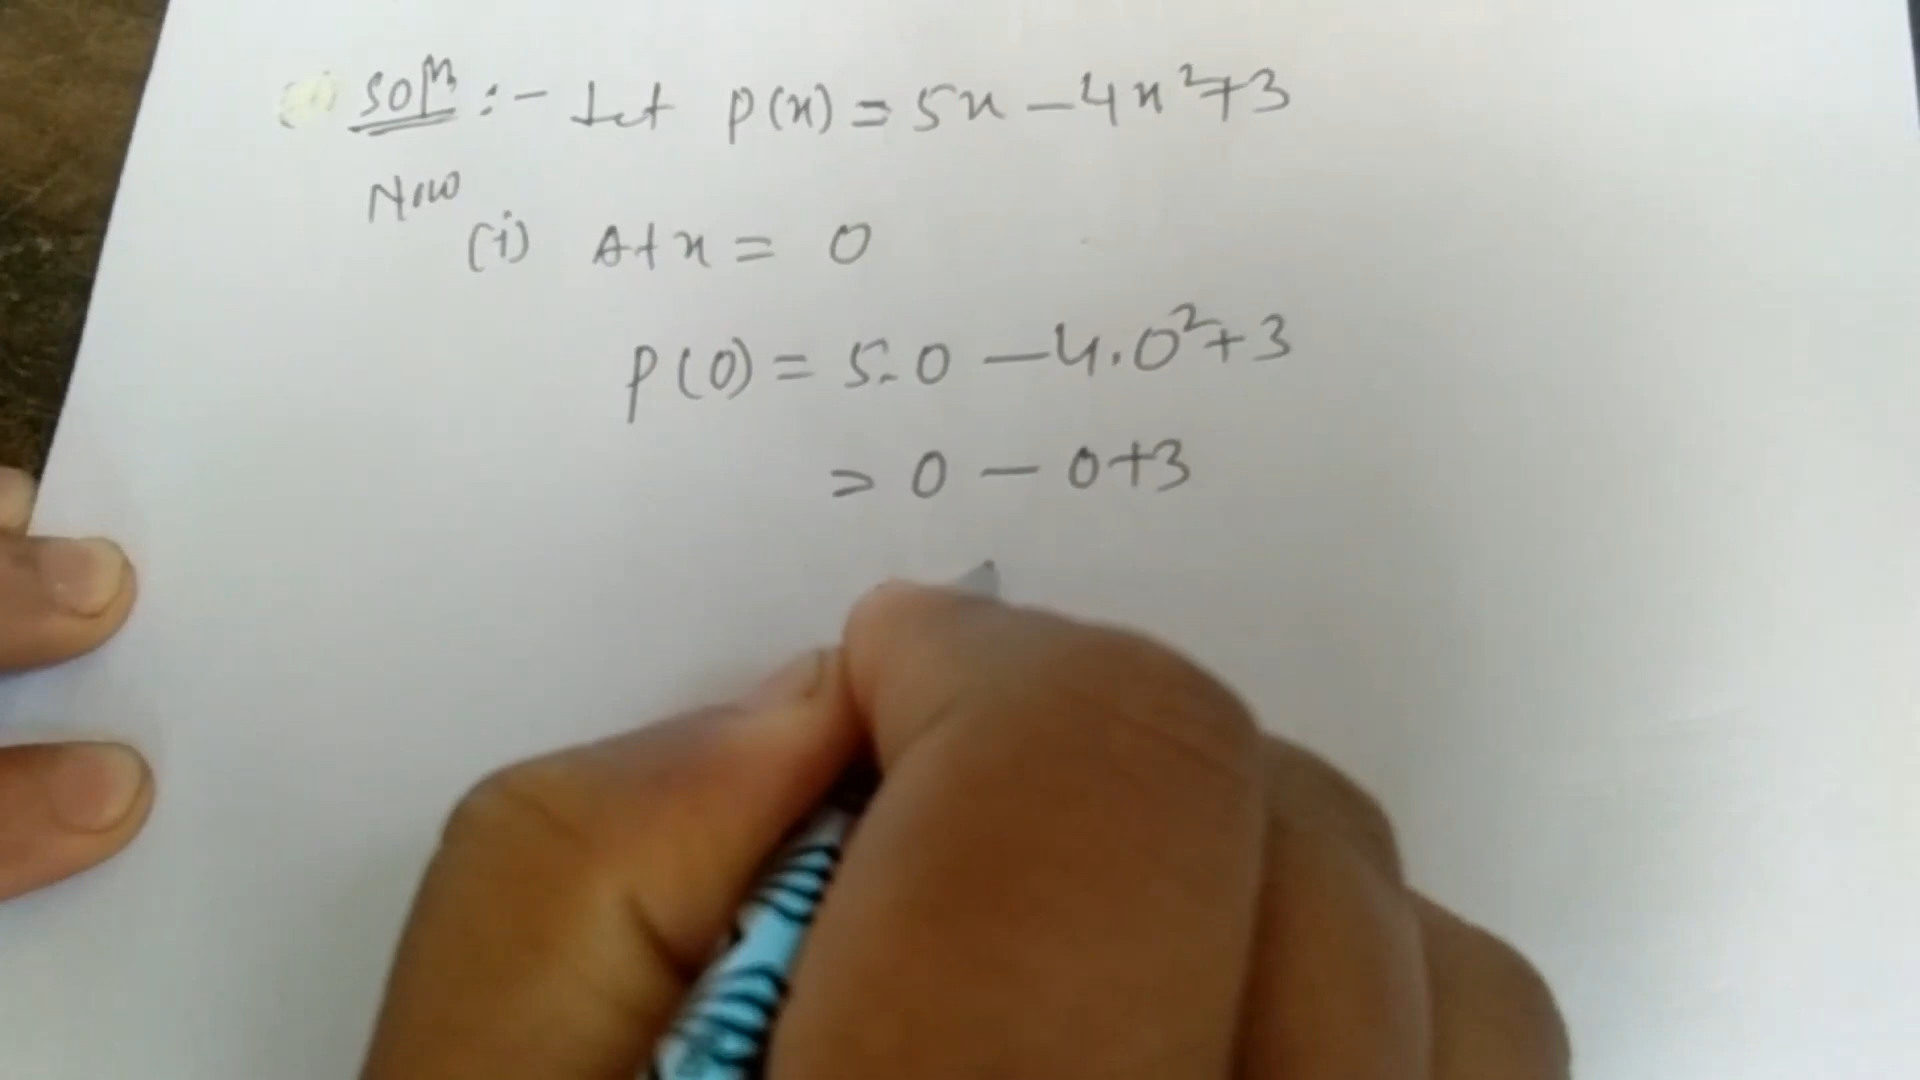 (i) Solⁿ :- Let p(x) = 5x - 4x² + 3
Now
(i) At x = 0
p(0) = 5.0 - 4.0² + 3
= 0 - 0 + 3